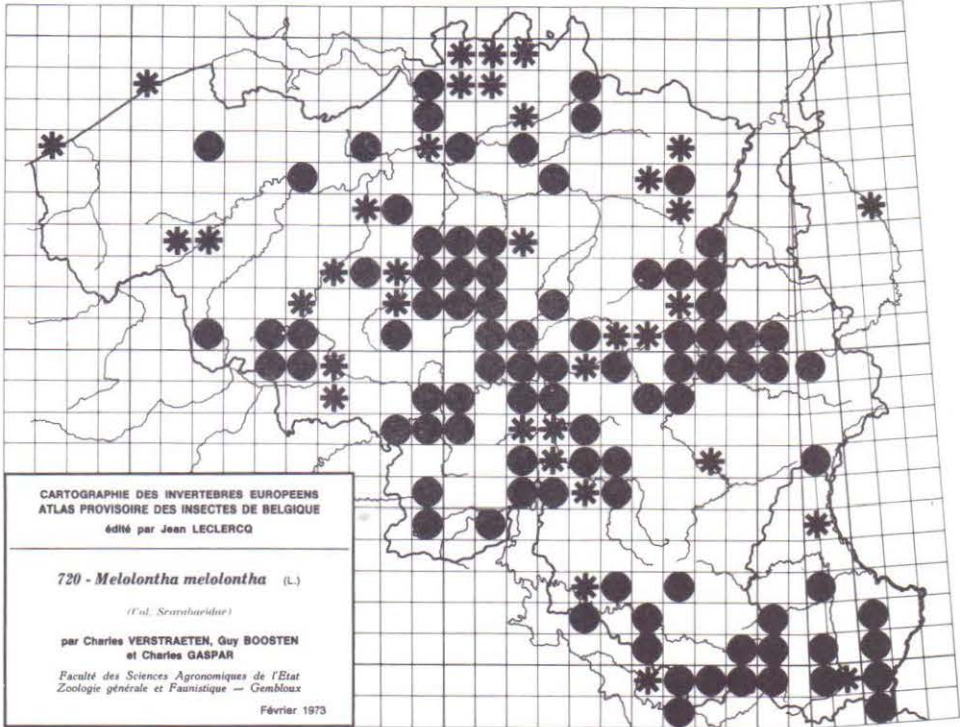 CARTOGRAPHIE DES INVERTEBRES EUROPEENS
ATLAS PROVISOIRE DES INSECTES DE BELGIQUE
édité par Jean LECLERCQ
720 - Melolontha melolontha (L.)
(Col. Scarabaeidae)
par Charles VERSTRAETEN, Guy BOOSTEN
et Charles GASPAR
Faculté des Sciences Agronomiques de l'Etat
Zoologie générale et Faunistique — Gembloux
Février 1973